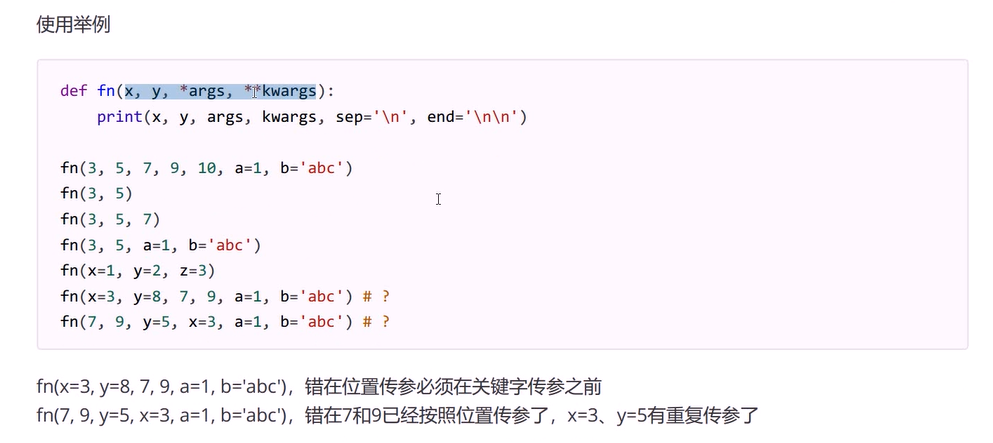 使用举例
def fn(x, y, *args, **kwargs):
    print(x, y, args, kwargs, sep='\n', end='\n\n')
fn(3, 5, 7, 9, 10, a=1, b='abc')
fn(3, 5)
fn(3, 5, 7)
fn(3, 5, a=1, b='abc')
fn(x=1, y=2, z=3)
fn(x=3, y=8, 7, 9, a=1, b='abc') # ?
fn(7, 9, y=5, x=3, a=1, b='abc') # ?
fn(x=3, y=8, 7, 9, a=1, b='abc')，错在位置传参必须在关键字传参之前
fn(7, 9, y=5, x=3, a=1, b='abc')，错在7和9已经按照位置传参了，x=3、y=5有重复传参了